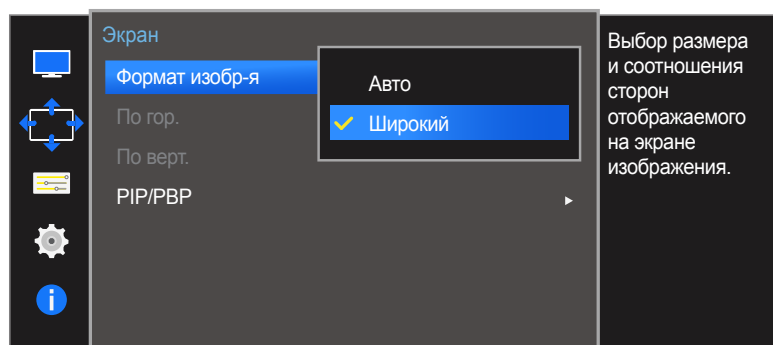 Экран
Формат изобр-я
Авто
Широкий
По гор.
По верт.
PIP/PBP
Выбор размера
и соотношения
сторон
отображаемого
на экране
изображения.